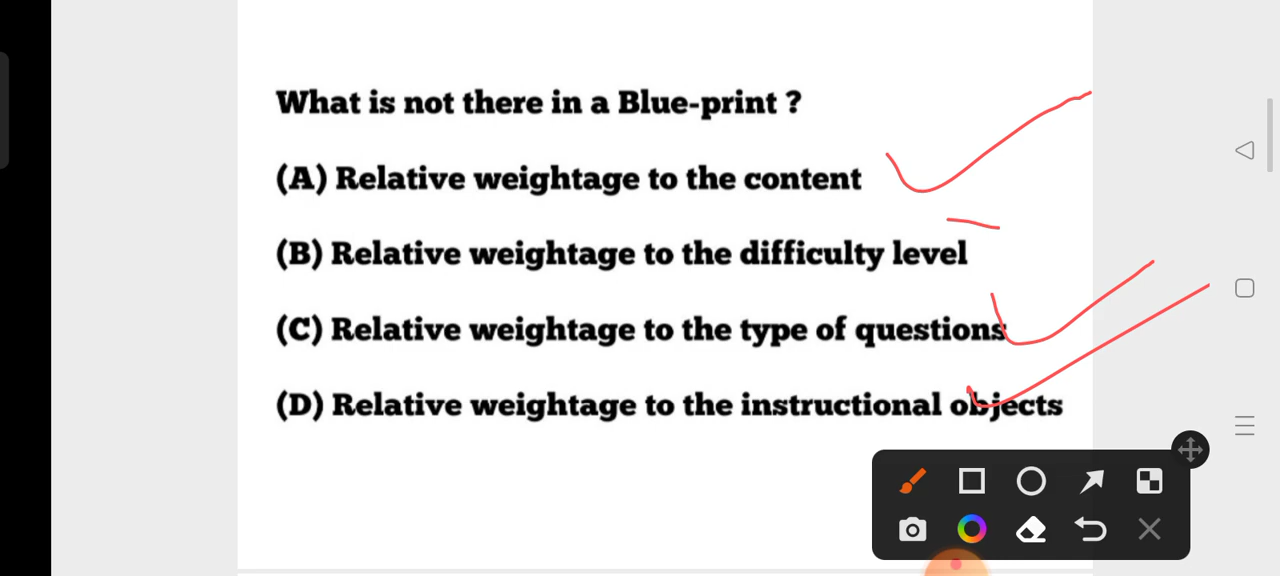 What is not there in a Blue-print ?
(A) Relative weightage to the content
(B) Relative weightage to the difficulty level
(C) Relative weightage to the type of questions
(D) Relative weightage to the instructional objects